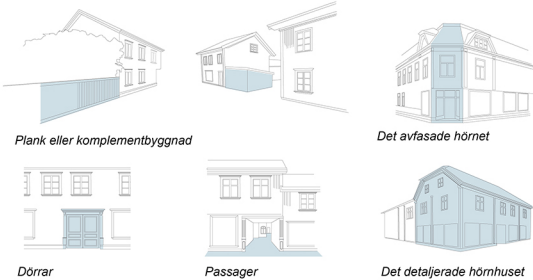 Plank eller komplementbyggnad
Det avfasade hörnet
Dörrar
Passager
Det detaljerade hörnhuset